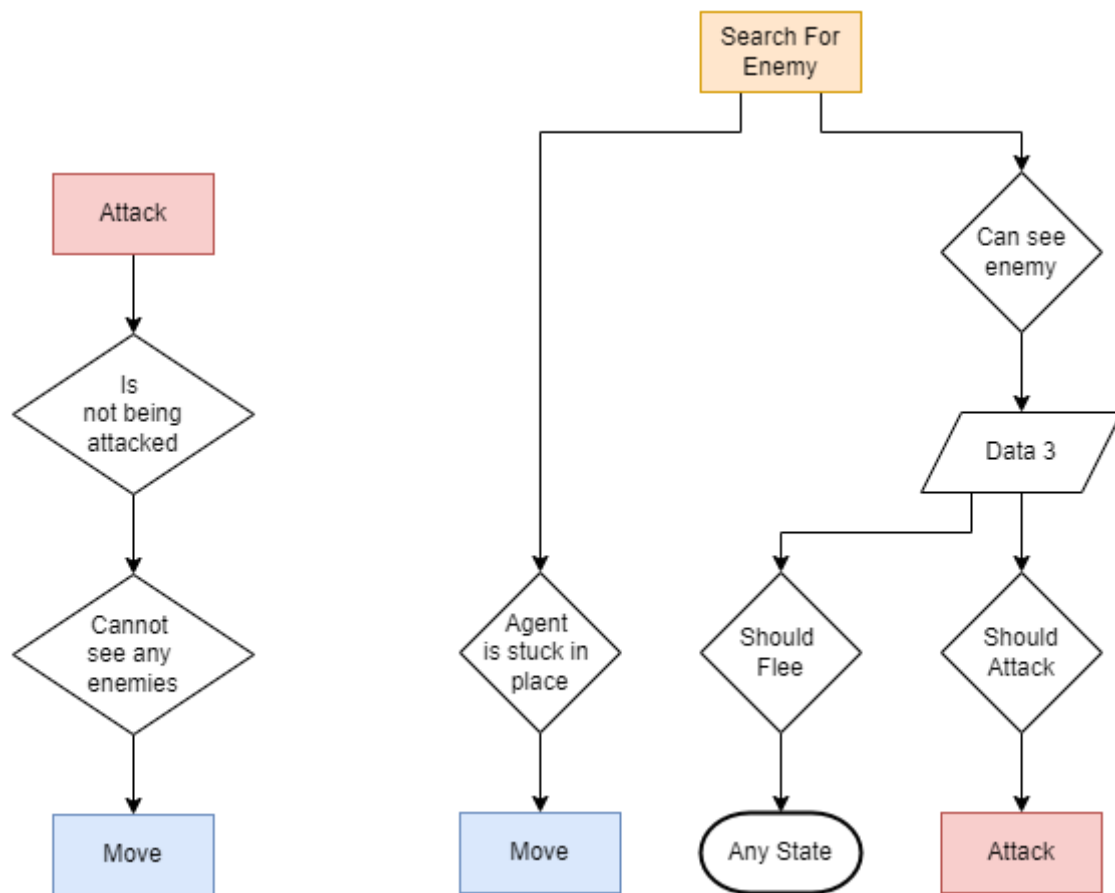 Search For
Enemy
Attack
Can see
enemy
Is
not being
attacked
Data 3
Cannot
see any
enemies
Agent
is stuck in
place
Should
Flee
Should
Attack
Move
Move
Any State
Attack